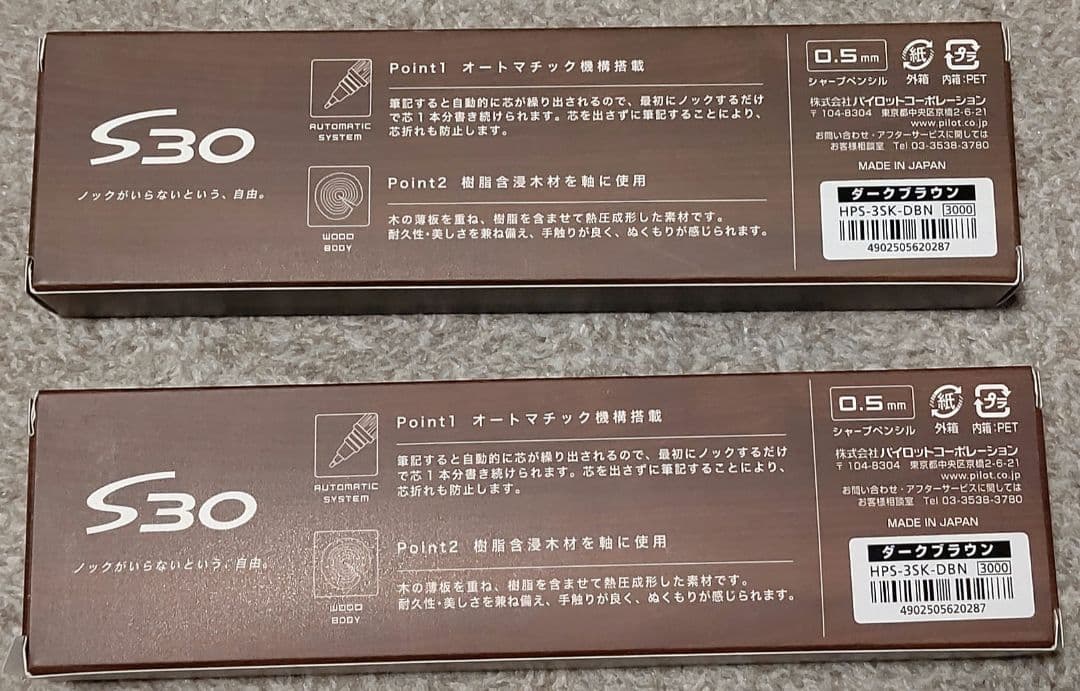 S30
ノックがいらないという、自由。
AUTOMATIC
SYSTEM
WOOD
BODY
Point1 オートマチック機構搭載
筆記すると自動的に芯が繰り出されるので、最初にノックするだけ
で芯1本分書き続けられます。芯を出さずに筆記することにより、
芯折れも防止します。
Point2 樹脂含浸木材を軸に使用
木の薄板を重ね、樹脂を含ませて熱圧成形した素材です。
耐久性・美しさを兼ね備え、手触りが良く、ぬくもりが感じられます。
0.5mm
シャープペンシル
紙
外箱
プラ
内箱:PET
株式会社パイロットコーポレーション
〒104-8304 東京都中央区京橋2-6-21
www.pilot.co.jp
お問い合わせ・アフターサービスに関しては
お客様相談室 Tel 03-3538-3780
MADE IN JAPAN
ダークブラウン
HPS-3SK-DBN 3000
4902505620287
S30
ノックがいらないという、自由。
AUTOMATIC
SYSTEM
WOOD
BODY
Point1 オートマチック機構搭載
筆記すると自動的に芯が繰り出されるので、最初にノックするだけ
で芯1本分書き続けられます。芯を出さずに筆記することにより、
芯折れも防止します。
Point2 樹脂含浸木材を軸に使用
木の薄板を重ね、樹脂を含ませて熱圧成形した素材です。
耐久性・美しさを兼ね備え、手触りが良く、ぬくもりが感じられます。
0.5mm
シャープペンシル
紙
外箱
プラ
内箱:PET
株式会社パイロットコーポレーション
〒104-8304 東京都中央区京橋2-6-21
www.pilot.co.jp
お問い合わせ・アフターサービスに関しては
お客様相談室 Tel 03-3538-3780
MADE IN JAPAN
ダークブラウン
HPS-3SK-DBN 3000
4902505620287